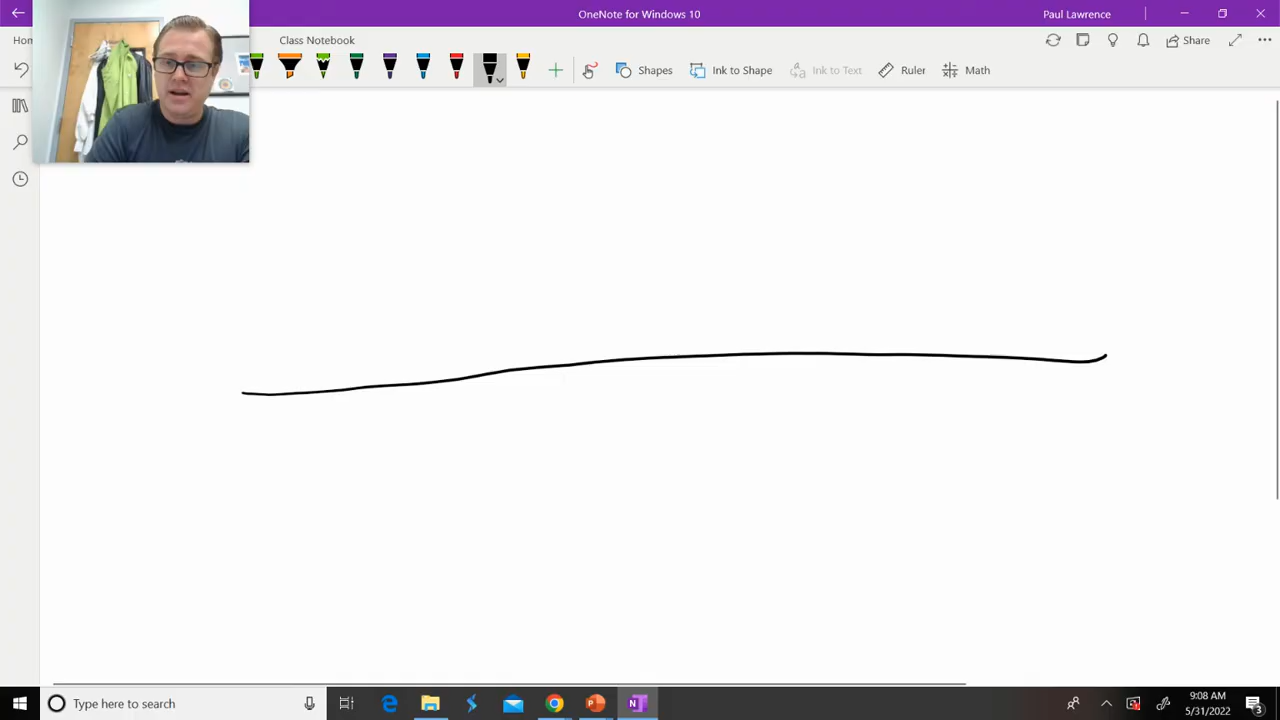 OneNote for Windows 10
Paul Lawrence
Hom
Class Notebook
Share
Shapes
Ink to Shape
Ink to Text
Ruler
Math
Type here to search
9:08 AM
5/31/2022
3